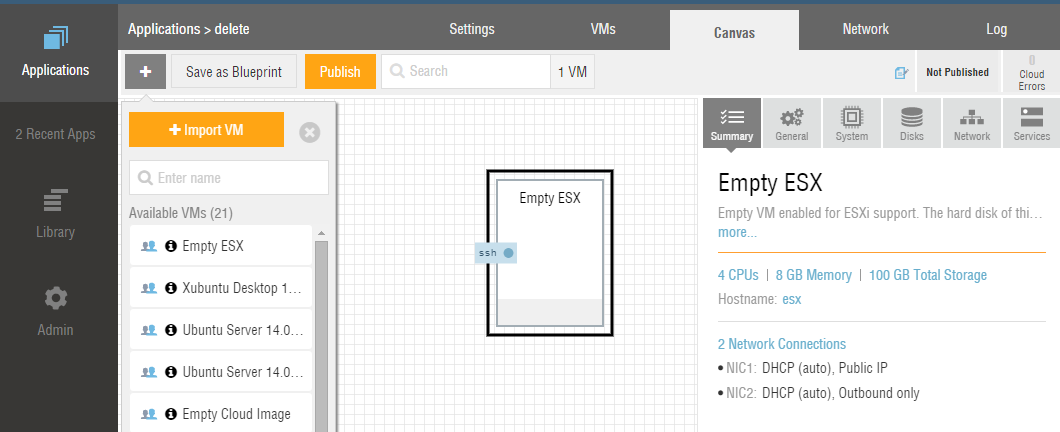 Applications
2 Recent Apps
Library
Admin
Applications > delete
Settings
VMs
Canvas
Network
Log
+
Save as Blueprint
Publish
Search
1 VM
Not Published
0
Cloud
Errors
+ Import VM
Enter name
Available VMs (21)
Empty ESX
Xubuntu Desktop 1...
Ubuntu Server 14.0...
Ubuntu Server 14.0...
Empty Cloud Image
Empty ESX
ssh
Summary
General
System
Disks
Network
Services
Empty ESX
Empty VM enabled for ESXi support. The hard disk of thi...
more...
4 CPUs | 8 GB Memory | 100 GB Total Storage
Hostname: esx
2 Network Connections
• NIC1: DHCP (auto), Public IP
• NIC2: DHCP (auto), Outbound only